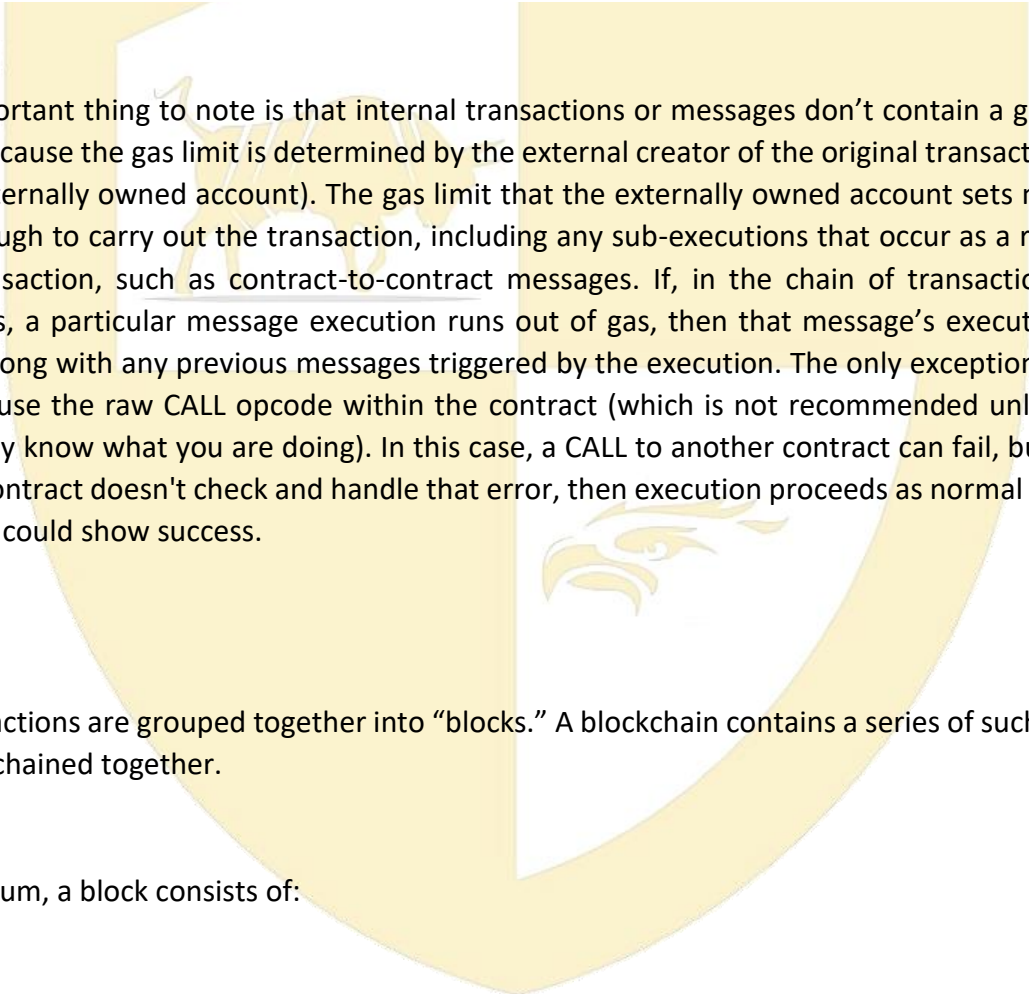 ortant thing to note is that internal transactions or messages don’t contain a g
cause the gas limit is determined by the external creator of the original transact
ternally owned account). The gas limit that the externally owned account sets
ugh to carry out the transaction, including any sub-executions that occur as a
saction, such as contract-to-contract messages. If, in the chain of transactio
s, a particular message execution runs out of gas, then that message’s execut
long with any previous messages triggered by the execution. The only exception
use the raw CALL opcode within the contract (which is not recommended unl
y know what you are doing). In this case, a CALL to another contract can fail, bu
ontract doesn't check and handle that error, then execution proceeds as normal
could show success.
actions are grouped together into “blocks.” A blockchain contains a series of such
chained together.
um, a block consists of: